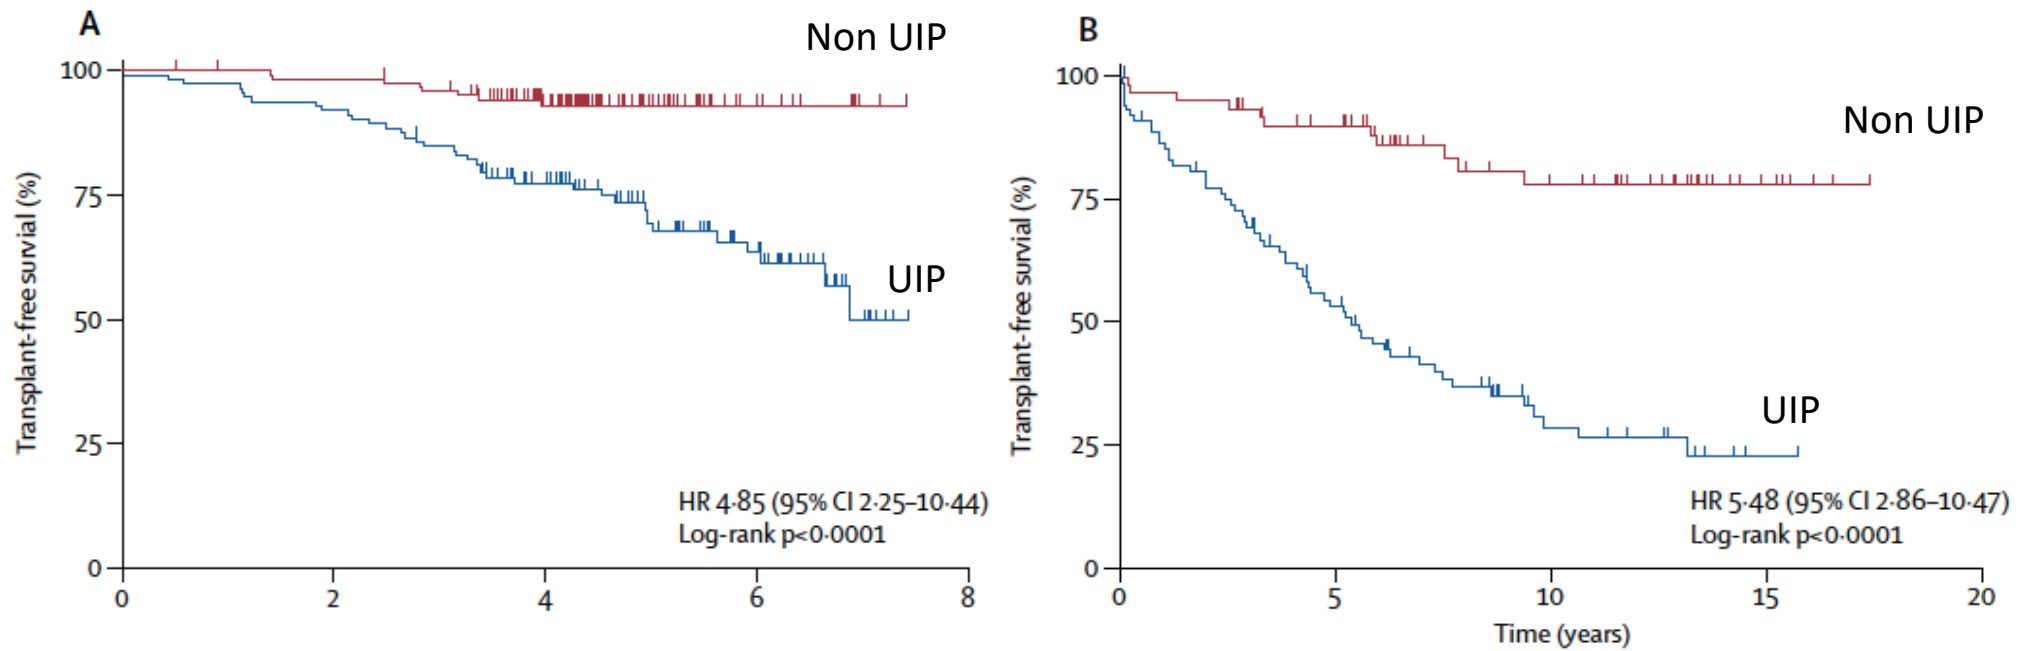 A
Non UIP
Transplant-free survial (%)
100
75
50
25
0
UIP
HR 4·85 (95% CI 2·25–10·44)
Log-rank p<0·0001
0 2 4 6 8
B
Non UIP
Transplant-free survial (%)
100
75
50
25
0
UIP
HR 5·48 (95% CI 2·86–10·47)
Log-rank p<0·0001
0 5 10 15 20
Time (years)